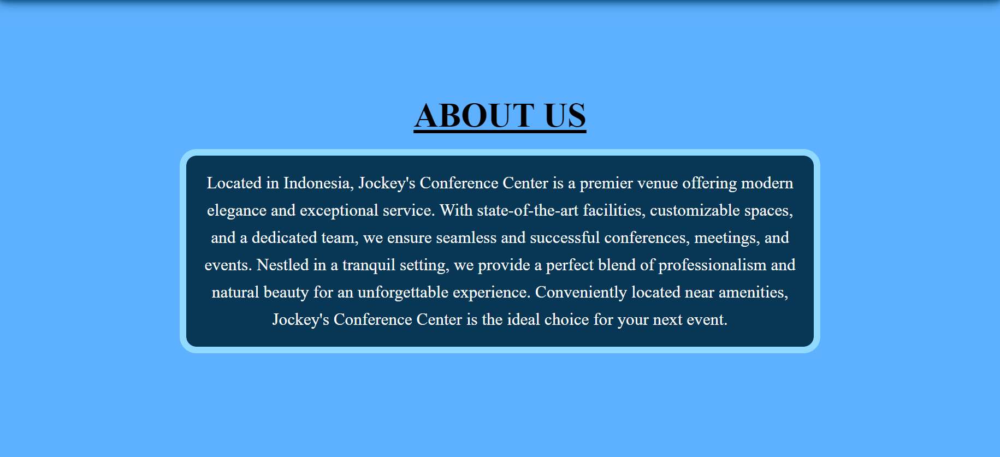 ABOUT US
Located in Indonesia, Jockey's Conference Center is a premier venue offering modern
elegance and exceptional service. With state-of-the-art facilities, customizable spaces,
and a dedicated team, we ensure seamless and successful conferences, meetings, and
events. Nestled in a tranquil setting, we provide a perfect blend of professionalism and
natural beauty for an unforgettable experience. Conveniently located near amenities,
Jockey's Conference Center is the ideal choice for your next event.